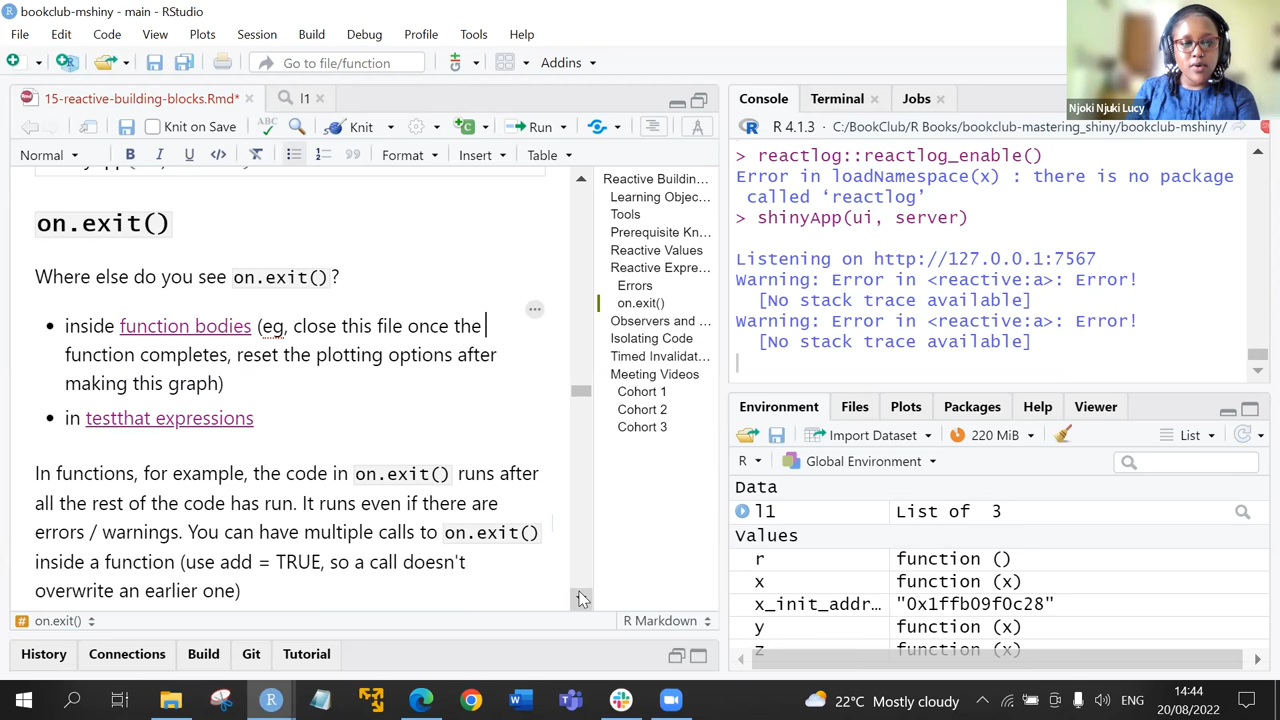 bookclub-mshiny - main - RStudio
File Edit Code View Plots Session Build Debug Profile Tools Help
Go to file/function
Addins
Njoki Njuki Lucy
15-reactive-building-blocks.Rmd*
l1
Knit on Save
Knit
Run
Normal
B I U
Format
Insert
Table
on.exit()
Where else do you see on.exit()?
inside function bodies (eg, close this file once the
function completes, reset the plotting options after
making this graph)
in testthat expressions
In functions, for example, the code in on.exit() runs after
all the rest of the code has run. It runs even if there are
errors / warnings. You can have multiple calls to on.exit()
inside a function (use add = TRUE, so a call doesn't
overwrite an earlier one)
on.exit()
R Markdown
Reactive Buildin...
Learning Objec...
Tools
Prerequisite Kn...
Reactive Values
Reactive Expre...
Errors
on.exit()
Observers and ...
Isolating Code
Timed Invalidat...
Meeting Videos
Cohort 1
Cohort 2
Cohort 3
History Connections Build Git Tutorial
Console Terminal Jobs
R 4.1.3 · C:/BookClub/R Books/bookclub-mastering_shiny/bookclub-mshiny/
> reactlog::reactlog_enable()
Error in loadNamespace(x) : there is no package
called ‘reactlog’
> shinyApp(ui, server)
Listening on http://127.0.0.1:7567
Warning: Error in <reactive:a>: Error!
[No stack trace available]
Warning: Error in <reactive:a>: Error!
[No stack trace available]
Environment Files Plots Packages Help Viewer
Import Dataset
220 MiB
List
R
Global Environment
Data
l1 List of 3
Values
r function ()
x function (x)
x_init_addr... "0x1ffb09f0c28"
y function (x)
z function (x)
22°C Mostly cloudy
ENG
14:44
20/08/2022